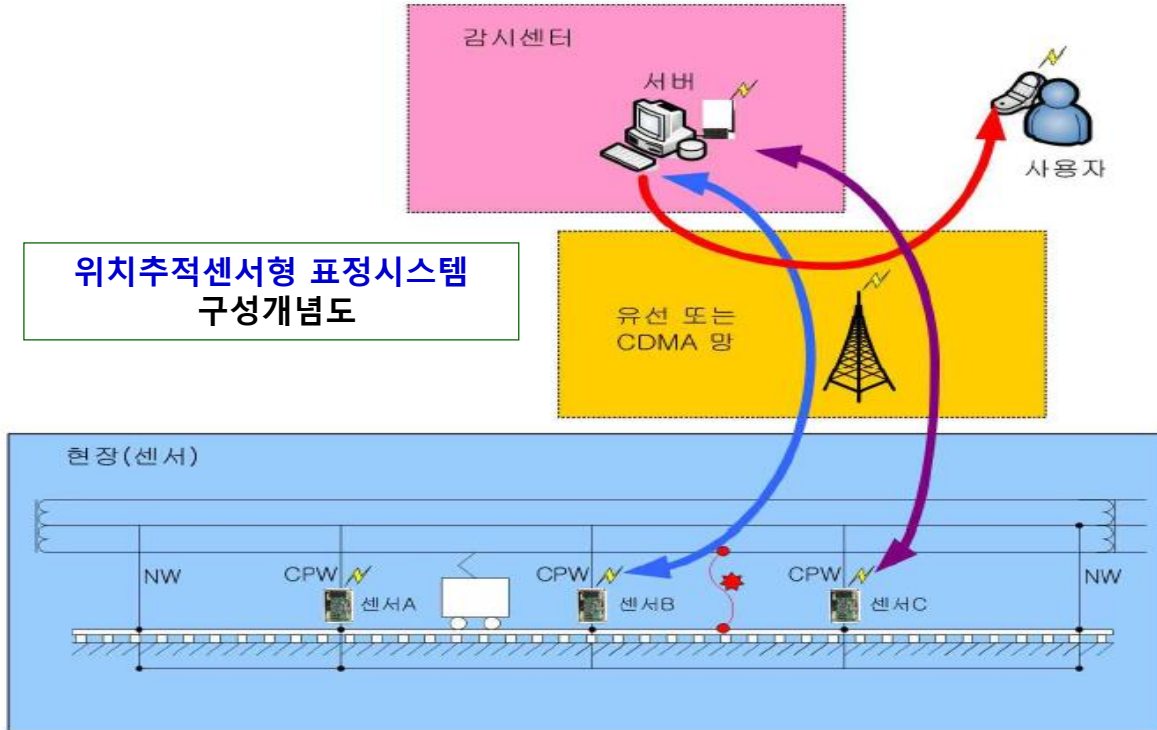 감시센터
서버
사용자
위치추적센서형 표정시스템
구성개념도
유선 또는
CDMA 망
현장(센서)
NW
CPW
센서A
CPW
센서B
CPW
센서C
NW